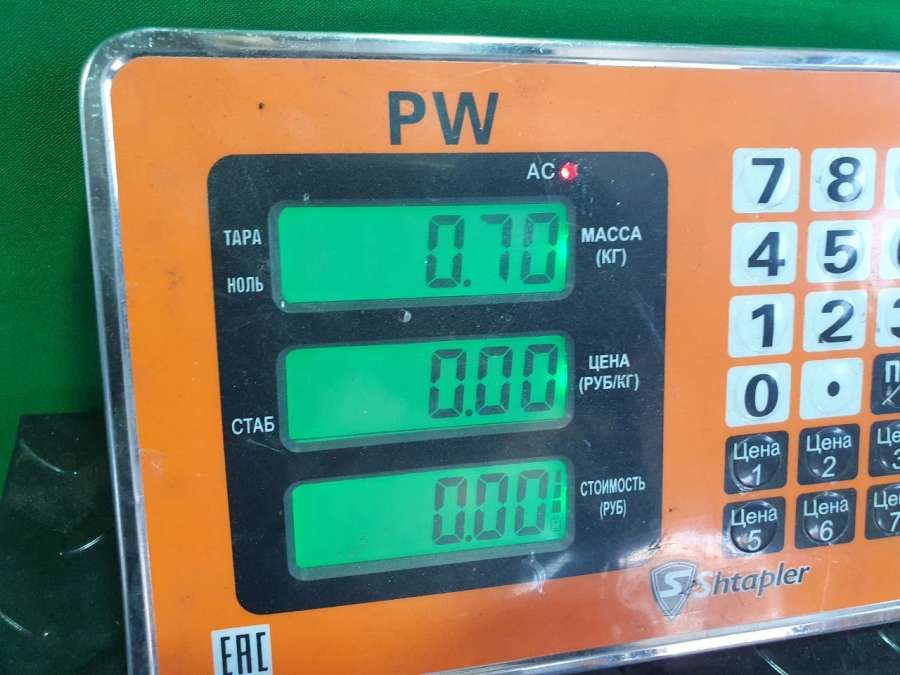 PW
AC
ТАРА
НОЛЬ
0.70
МАССА
(КГ)
СТАБ
0.00
ЦЕНА
(РУБ/КГ)
0.00
СТОИМОСТЬ
(РУБ)
7 8
4 5
1 2
0 .
Цена 1
Цена 2
Цена 5
Цена 6
Shtapler
EAC